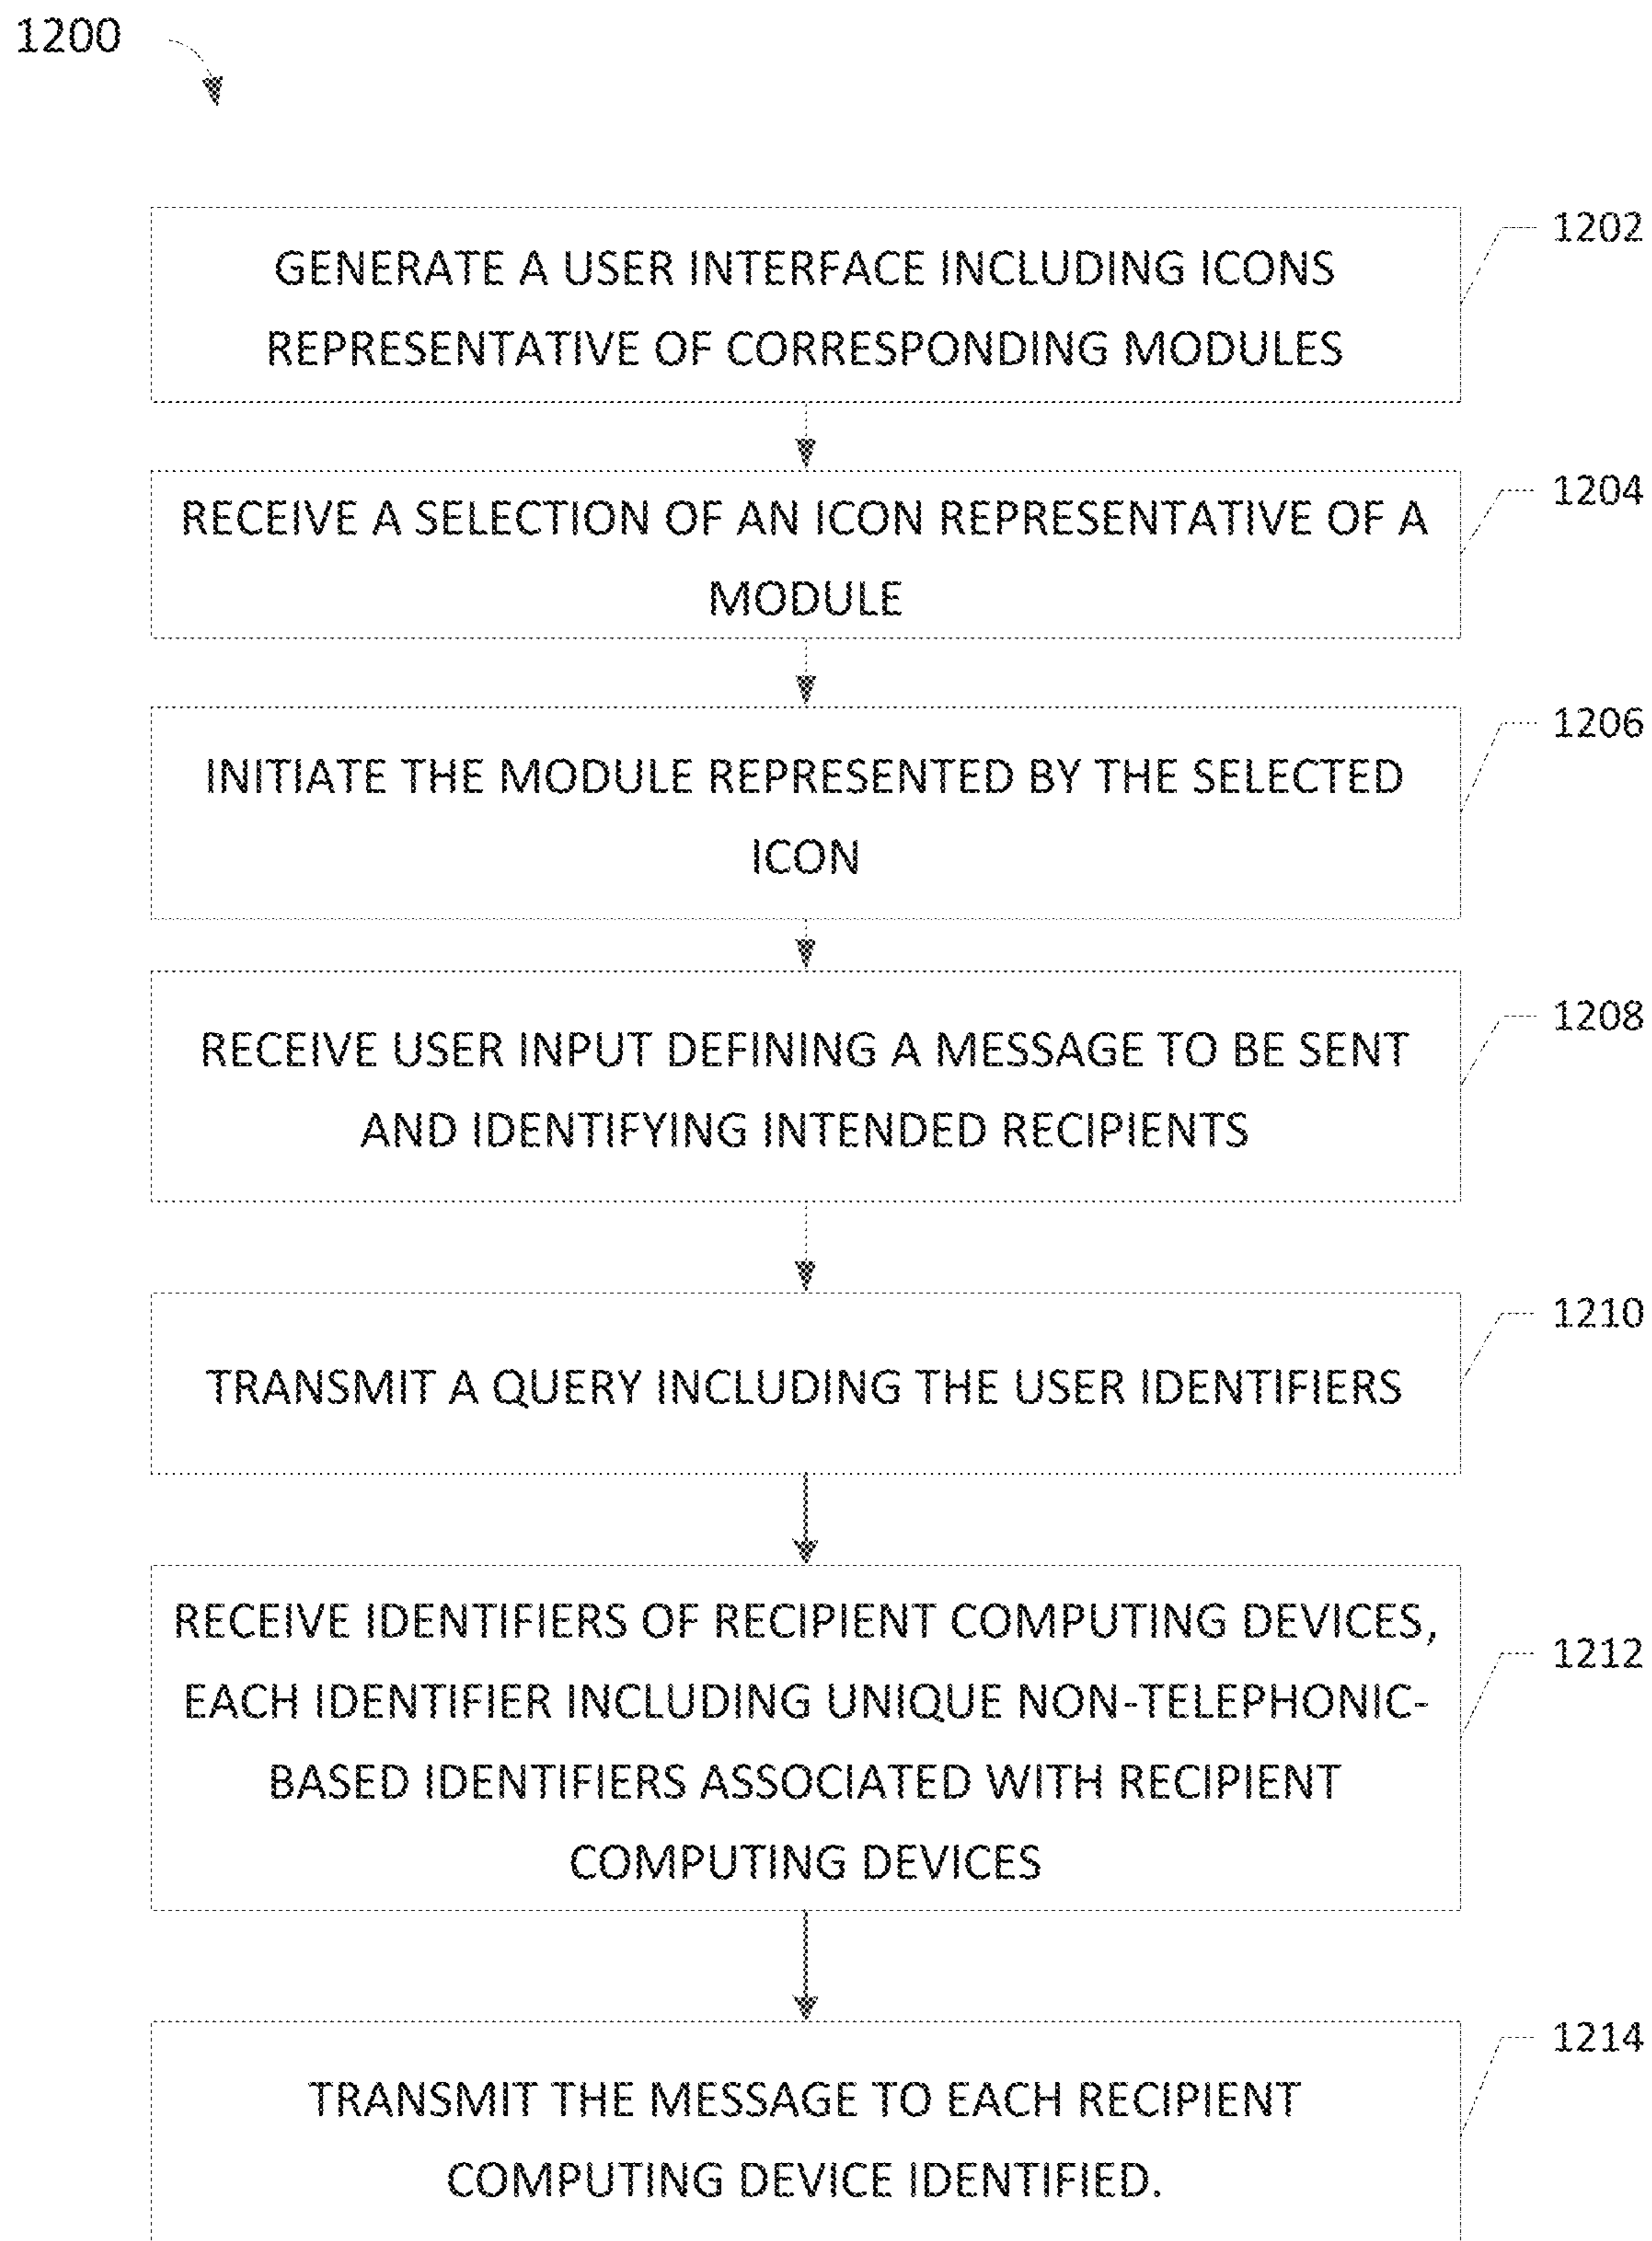 1200
GENERATE A USER INTERFACE INCLUDING ICONS
REPRESENTATIVE OF CORRESPONDING MODULES
1202
RECEIVE A SELECTION OF AN ICON REPRESENTATIVE OF A
MODULE
1204
INITIATE THE MODULE REPRESENTED BY THE SELECTED
ICON
1206
RECEIVE USER INPUT DEFINING A MESSAGE TO BE SENT
AND IDENTIFYING INTENDED RECIPIENTS
1208
TRANSMIT A QUERY INCLUDING THE USER IDENTIFIERS
1210
RECEIVE IDENTIFIERS OF RECIPIENT COMPUTING DEVICES,
EACH IDENTIFIER INCLUDING UNIQUE NON-TELEPHONIC-
BASED IDENTIFIERS ASSOCIATED WITH RECIPIENT
COMPUTING DEVICES
1212
TRANSMIT THE MESSAGE TO EACH RECIPIENT
COMPUTING DEVICE IDENTIFIED.
1214